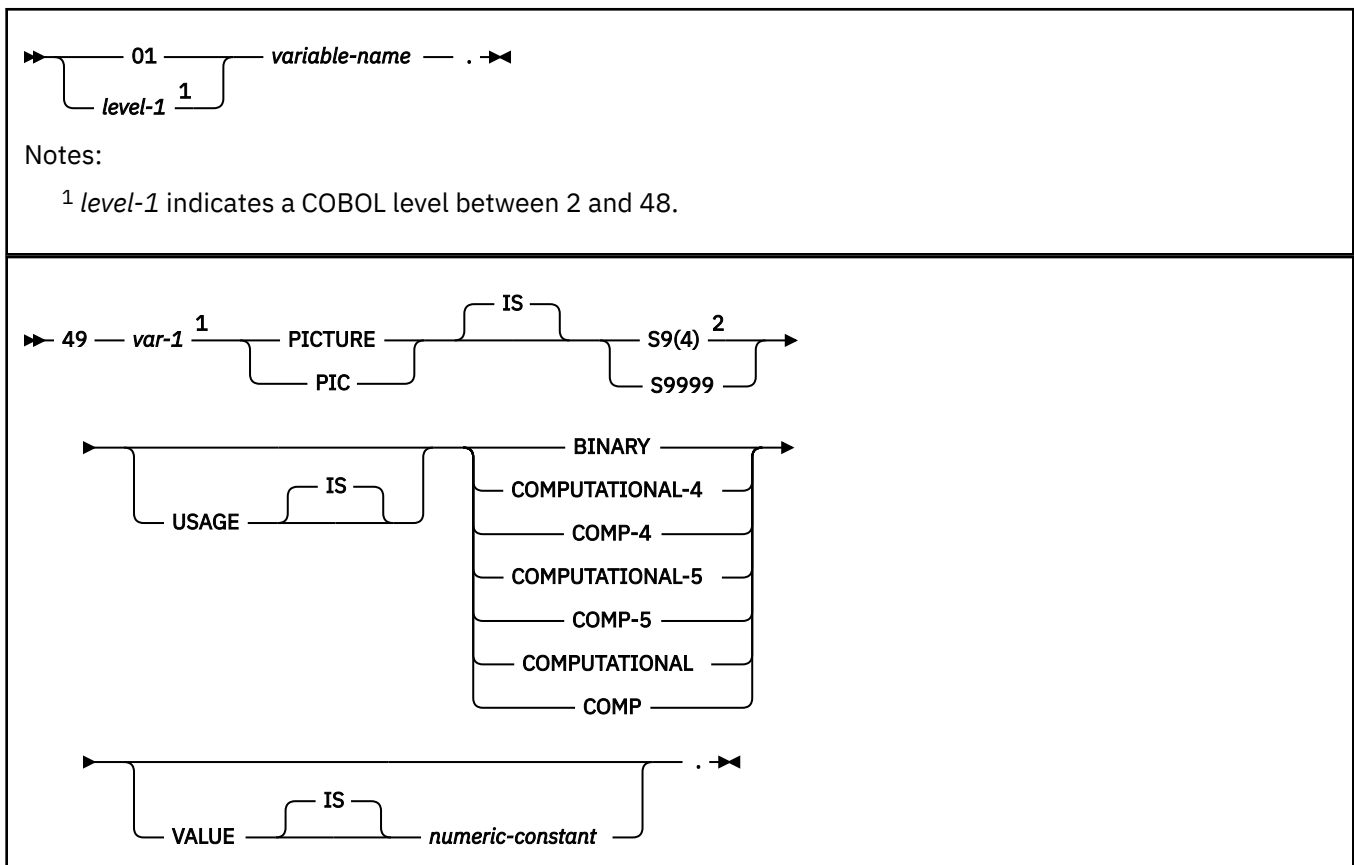 01
variable-name .
level-1 1
Notes:
1 level-1 indicates a COBOL level between 2 and 48.
IS
49 var-1 1 PICTURE S9(4) 2
PIC S9999
BINARY
IS COMPUTATIONAL-4
USAGE COMP-4
COMPUTATIONAL-5
COMP-5
COMPUTATIONAL
COMP
.
IS
VALUE numeric-constant